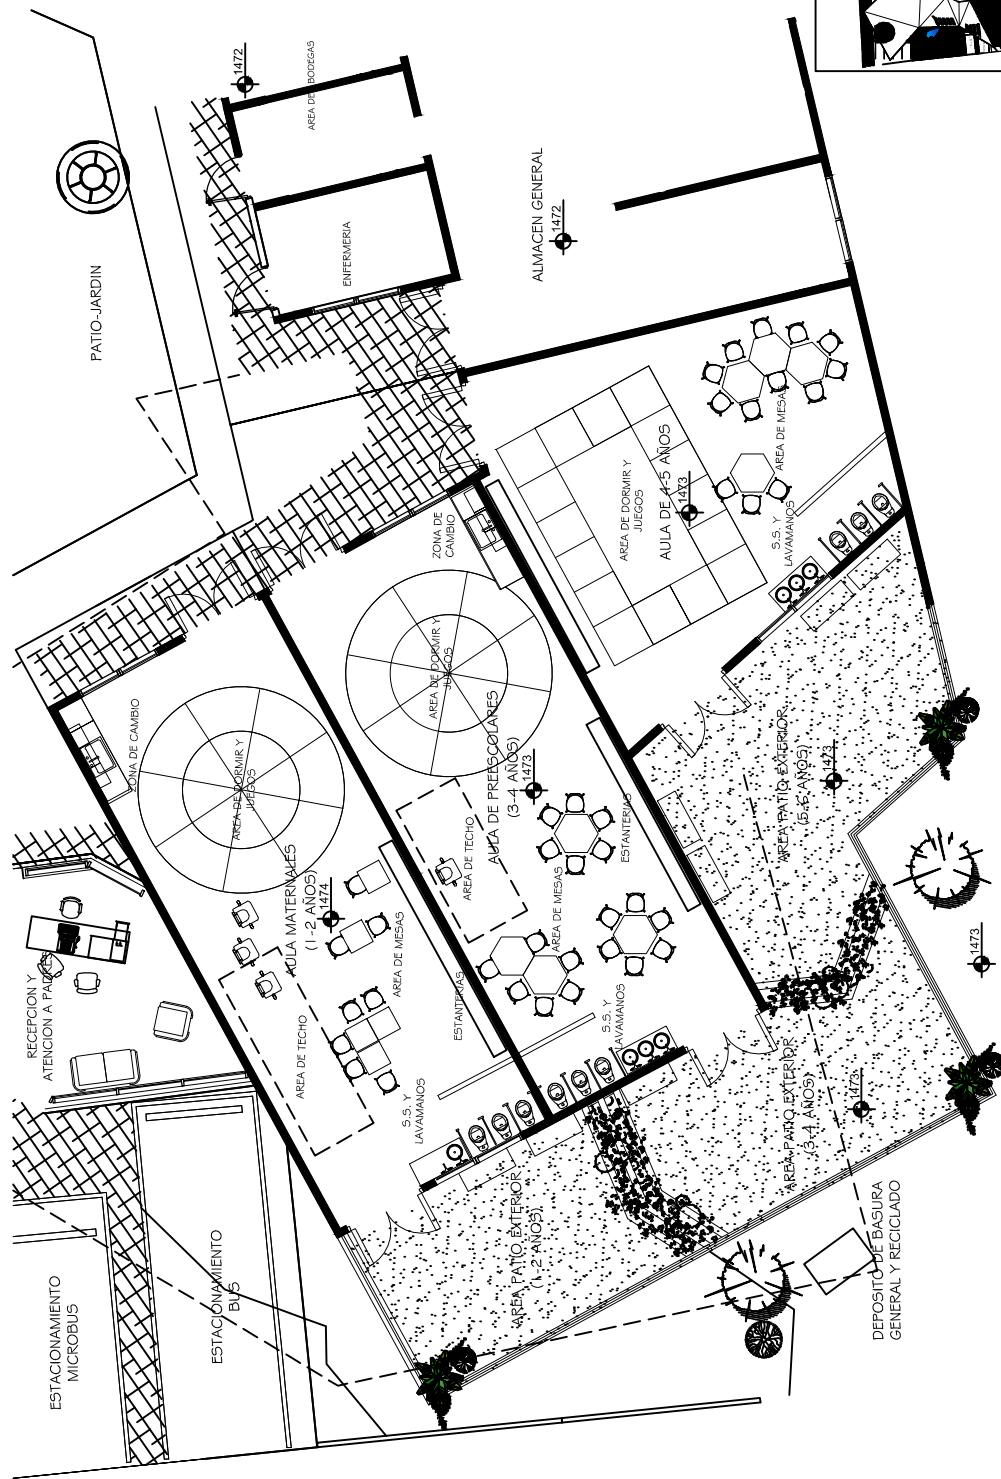 1472
AREA DE BODEGAS
PATIO-JARDIN
ENFERMERIA
ALMACEN GENERAL
1472
AREA DE MESAS
AREA DE DORMIR Y
JUEGOS
AULA DE 4-5 AÑOS
1473
S.S. Y
LAVAMANOS
ZONA DE
CAMBIO
AREA DE DORMIR Y
JUEGOS
AULA DE PREESCOLARES
(3-4 AÑOS)
1473
ZONA DE CAMBIO
AREA DE DORMIR Y
JUEGOS
AULA MATERNALES
(1-2 AÑOS)
1474
AREA DE TECHO
AREA DE MESAS
ESTANTERIAS
AREA PATIO EXTERIOR
(5-6 AÑOS)
1473
RECEPCION Y
ATENCION A PADRES
AREA DE TECHO
AREA DE MESAS
ESTANTERIAS
S.S. Y
LAVAMANOS
1473
S.S. Y
LAVAMANOS
AREA PATIO EXTERIOR
(3-4 AÑOS)
1473
AREA PATIO EXTERIOR
(1-2 AÑOS)
ESTACIONAMIENTO
MICROBUS
ESTACIONAMIENTO
BUS
DEPOSITO DE BASURA
GENERAL Y RECICLADO